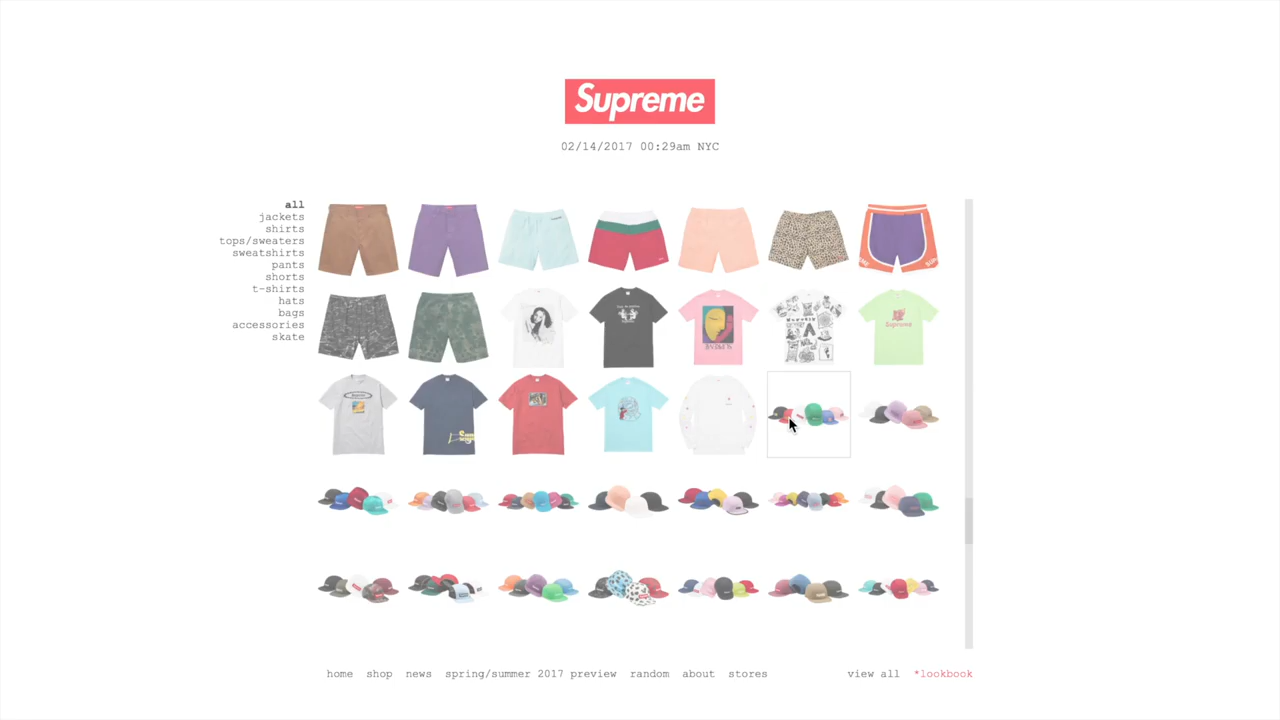 Supreme
02/14/2017 00:29am NYC
all
jackets
shirts
tops/sweaters
sweatshirts
pants
shorts
t-shirts
hats
bags
accessories
skate
Supreme
home shop news spring/summer 2017 preview random about stores
view all *lookbook